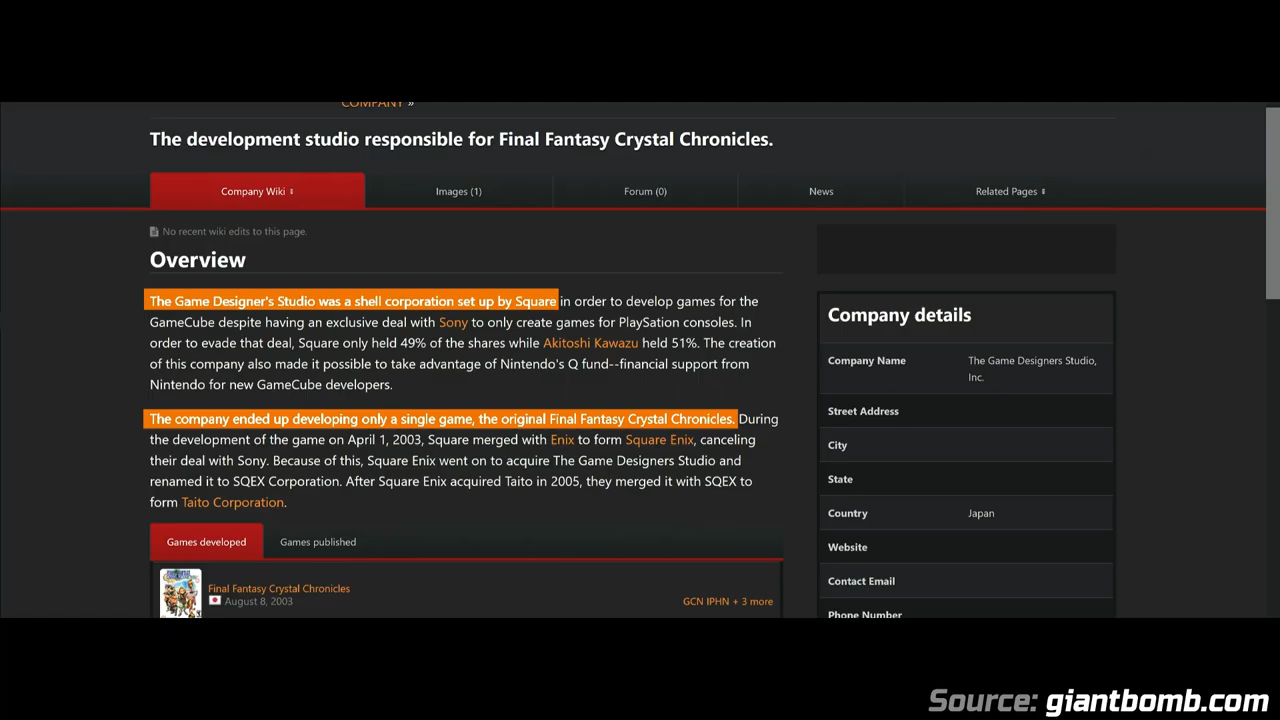 COMPANY »
The development studio responsible for Final Fantasy Crystal Chronicles.
Company Wiki
Images (1)
Forum (0)
News
Related Pages
No recent wiki edits to this page.
Overview
The Game Designer's Studio was a shell corporation set up by Square in order to develop games for the
GameCube despite having an exclusive deal with Sony to only create games for PlaySation consoles. In
order to evade that deal, Square only held 49% of the shares while Akitoshi Kawazu held 51%. The creation
of this company also made it possible to take advantage of Nintendo's Q fund--financial support from
Nintendo for new GameCube developers.
The company ended up developing only a single game, the original Final Fantasy Crystal Chronicles. During
the development of the game on April 1, 2003, Square merged with Enix to form Square Enix, canceling
their deal with Sony. Because of this, Square Enix went on to acquire The Game Designers Studio and
renamed it to SQEX Corporation. After Square Enix acquired Taito in 2005, they merged it with SQEX to
form Taito Corporation.
Games developed
Games published
Final Fantasy Crystal Chronicles
August 8, 2003
GCN IPHN + 3 more
Company details
Company Name
The Game Designers Studio,
Inc.
Street Address
City
State
Country
Japan
Website
Contact Email
Phone Number
Source: giantbomb.com